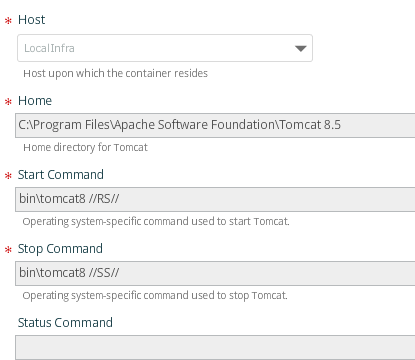 * Host
LocalInfra
Host upon which the container resides
* Home
C:\Program Files\Apache Software Foundation\Tomcat 8.5
Home directory for Tomcat
* Start Command
bin\tomcat8 //RS//
Operating system-specific command used to start Tomcat.
* Stop Command
bin\tomcat8 //SS//
Operating system-specific command used to stop Tomcat.
Status Command